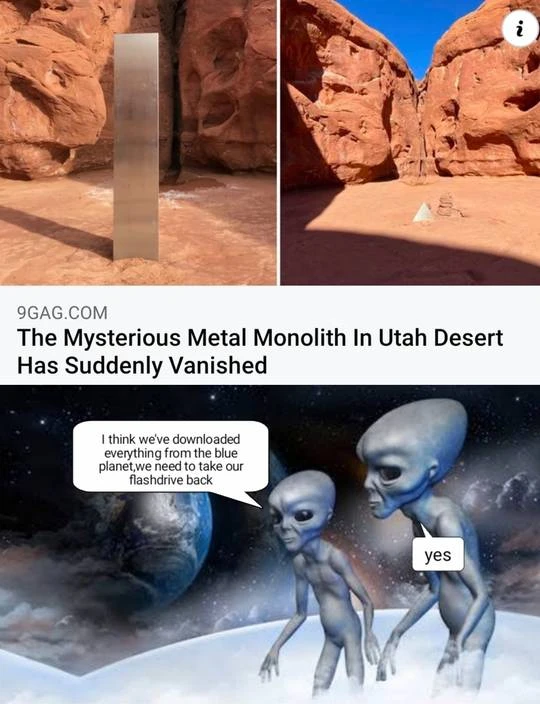 i
9GAG.COM
The Mysterious Metal Monolith In Utah Desert
Has Suddenly Vanished
I think we've downloaded
everything from the blue
planet,we need to take our
flashdrive back
yes